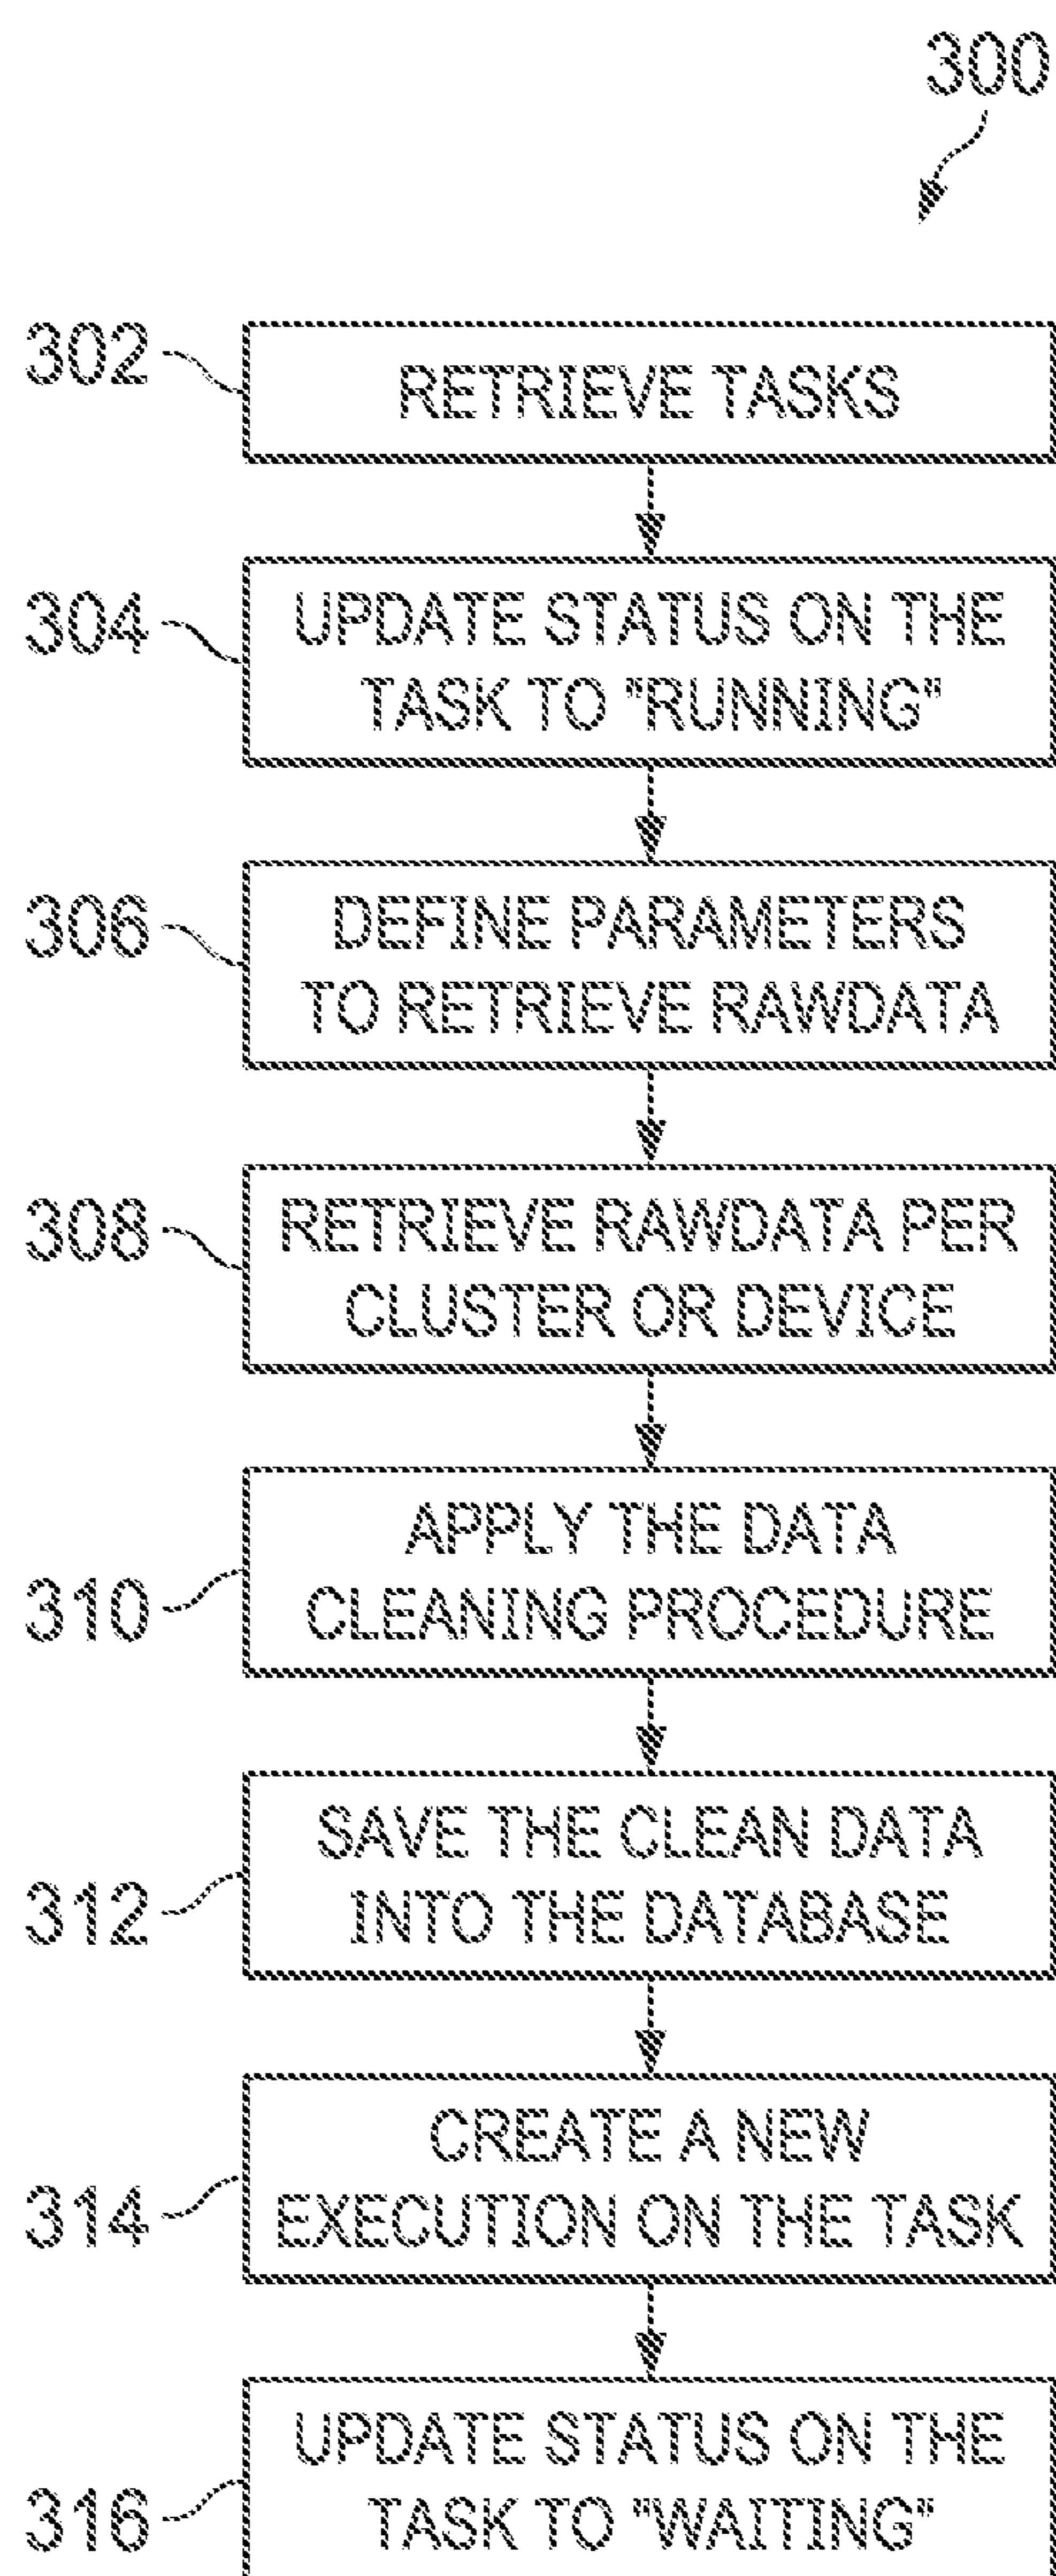 300
302
RETRIEVE TASKS
304
UPDATE STATUS ON THE
TASK TO "RUNNING"
306
DEFINE PARAMETERS
TO RETRIEVE RAWDATA
308
RETRIEVE RAWDATA PER
CLUSTER OR DEVICE
310
APPLY THE DATA
CLEANING PROCEDURE
312
SAVE THE CLEAN DATA
INTO THE DATABASE
314
CREATE A NEW
EXECUTION ON THE TASK
316
UPDATE STATUS ON THE
TASK TO "WAITING"